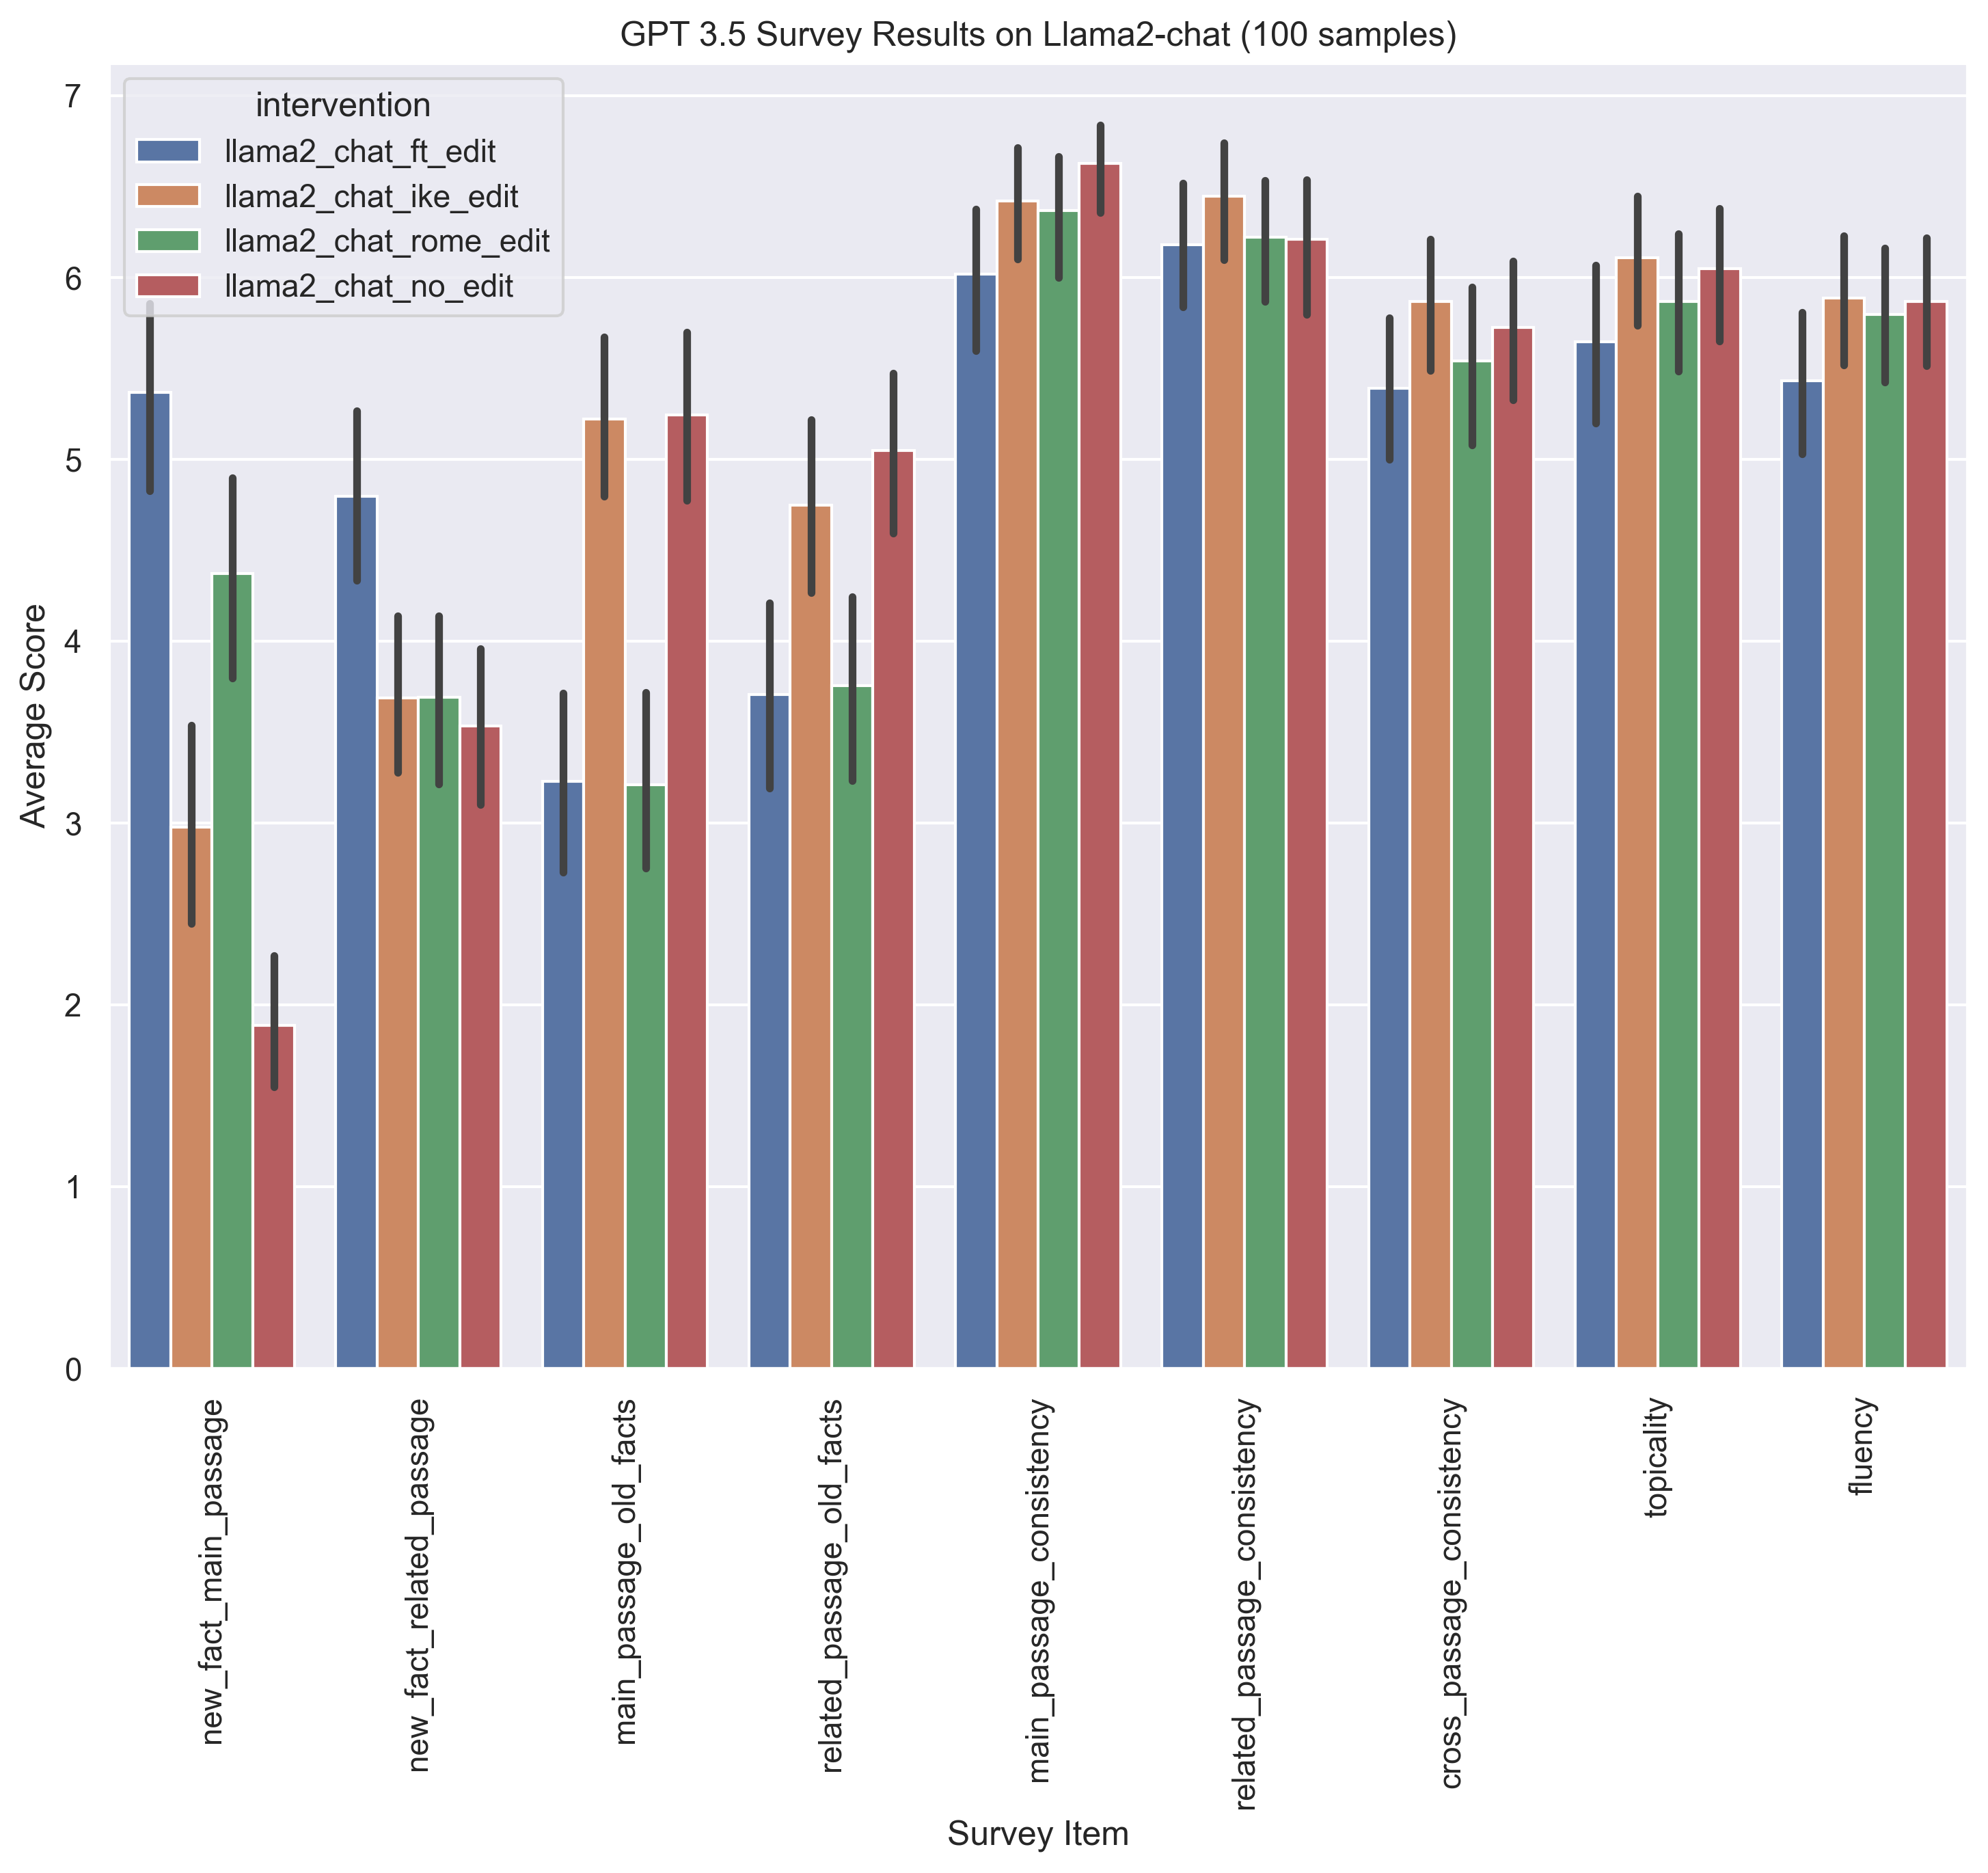 GPT 3.5 Survey Results on Llama2-chat (100 samples)
intervention
llama2_chat_ft_edit
llama2_chat_ike_edit
llama2_chat_rome_edit
llama2_chat_no_edit
Average Score
7
6
5
4
3
2
1
0
new_fact_main_passage
new_fact_related_passage
main_passage_old_facts
related_passage_old_facts
main_passage_consistency
related_passage_consistency
cross_passage_consistency
topicality
fluency
Survey Item